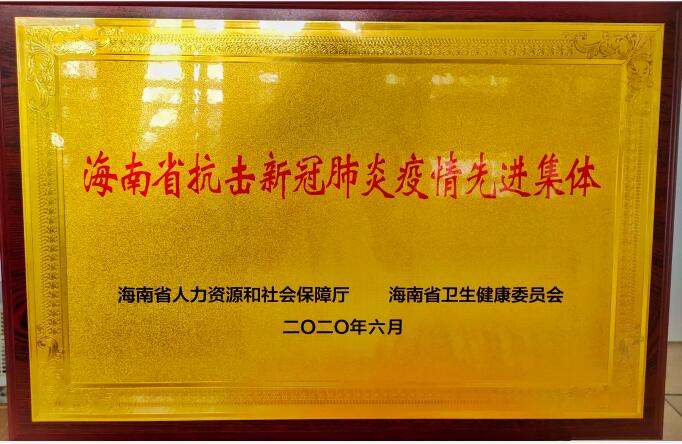 海南省抗击新冠肺炎疫情先进集体
海南省人力资源和社会保障厅 海南省卫生健康委员会
二〇二〇年六月